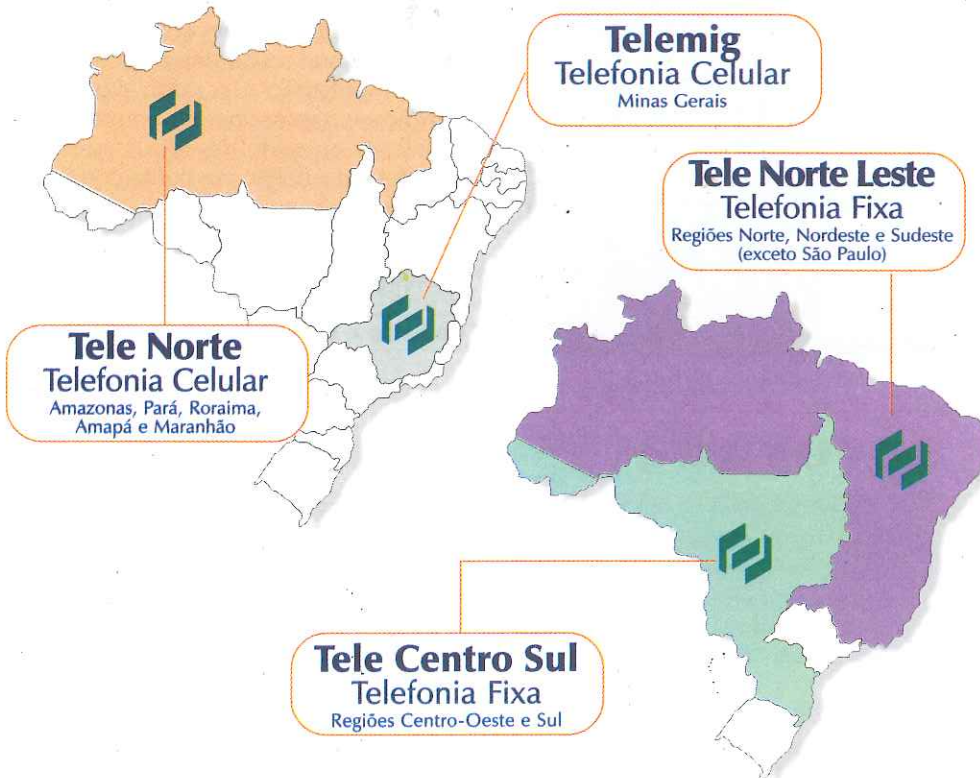 Telemig
Telefonia Celular
Minas Gerais
Tele Norte Leste
Telefonia Fixa
Regiões Norte, Nordeste e Sudeste
(exceto São Paulo)
Tele Norte
Telefonia Celular
Amazonas, Pará, Roraima,
Amapá e Maranhão
Tele Centro Sul
Telefonia Fixa
Regiões Centro-Oeste e Sul